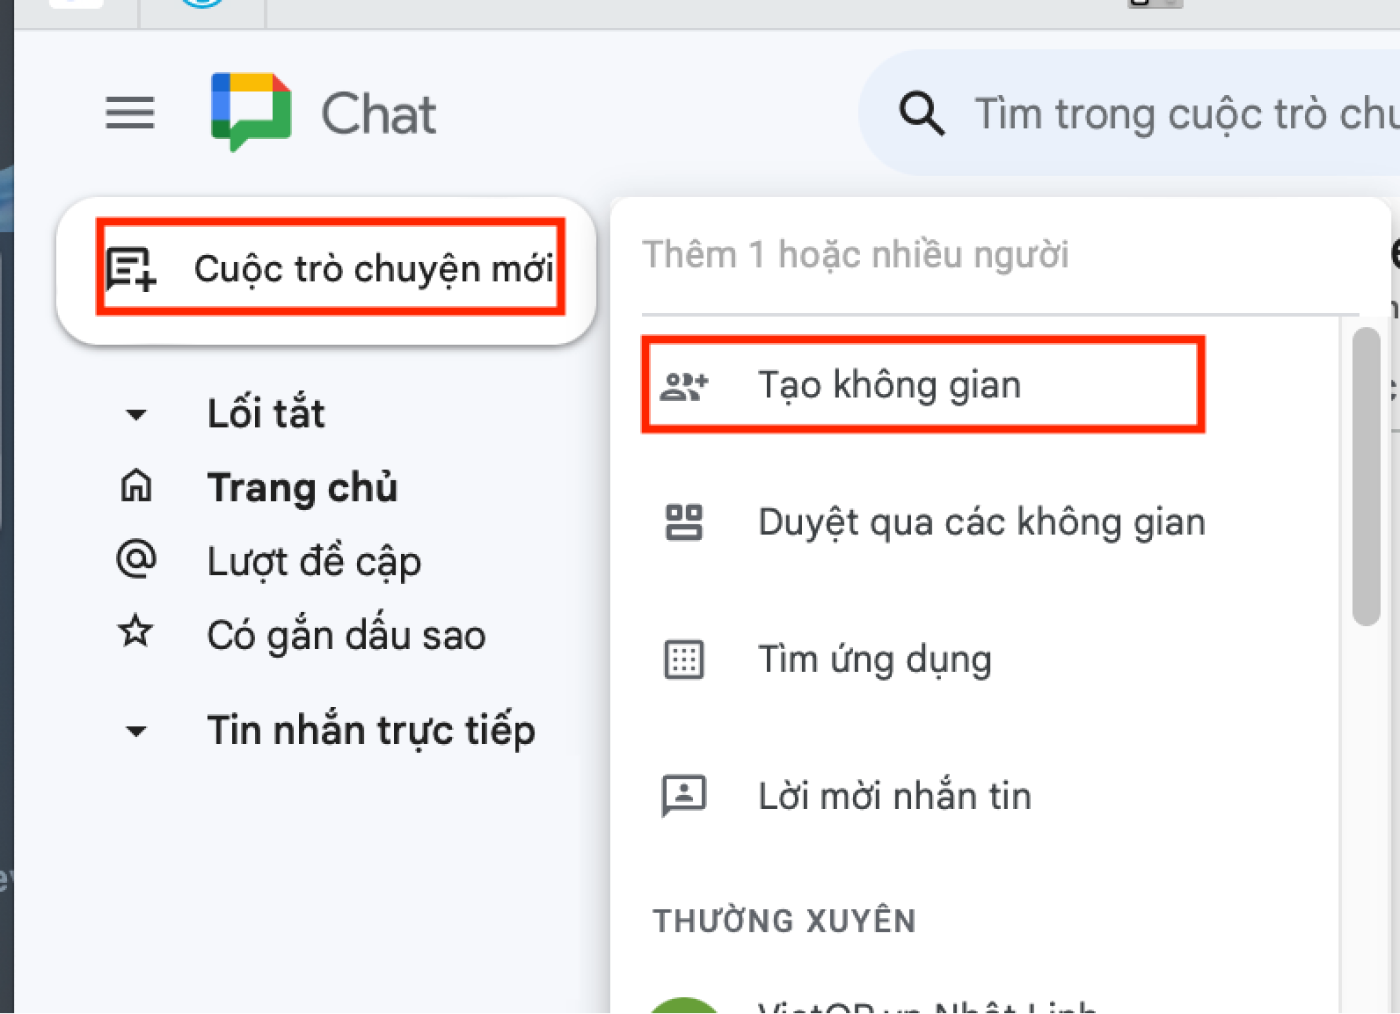 Chat
Tìm trong cuộc trò
Cuộc trò chuyện mới
Thêm 1 hoặc nhiều người
Tạo không gian
Lối tắt
Trang chủ
Duyệt qua các không gian
Lượt đề cập
Có gắn dấu sao
Tìm ứng dụng
Tin nhắn trực tiếp
Lời mời nhắn tin
THƯỜNG XUYÊN